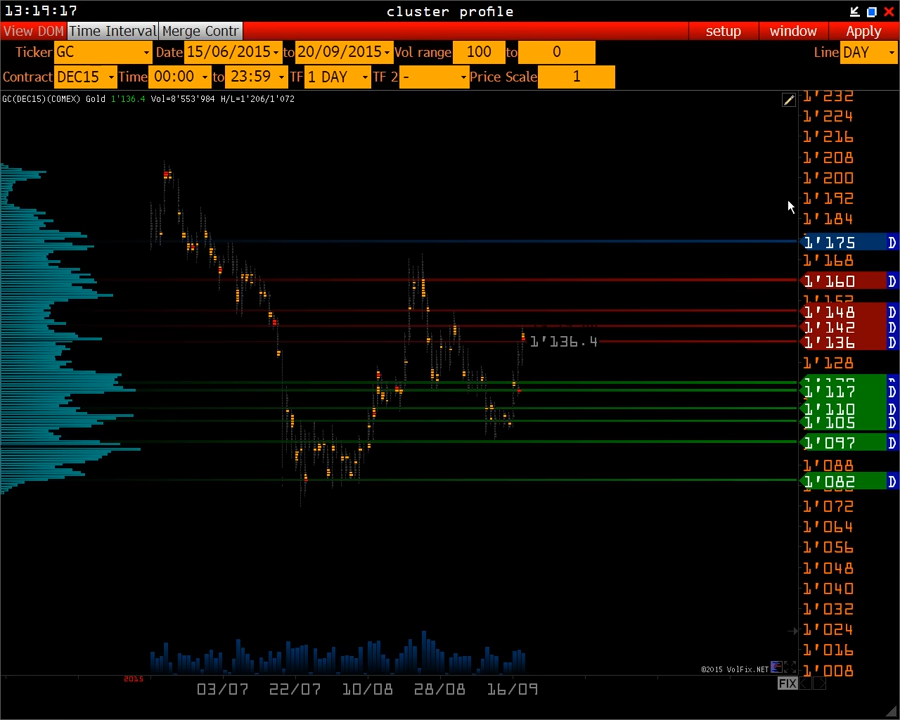 13:19:17 cluster profile
View DOM Time Interval Merge Contr setup window Apply
Ticker GC Date 15/06/2015 to 20/09/2015 Vol range 100 to 0 Line DAY
Contract DEC15 Time 00:00 to 23:59 TF 1 DAY TF 2 - Price Scale 1
GC(DEC15)(COMEX) Gold 1'136.4 Vol=8'553'984 H/L=1'206/1'072
1'232
1'224
1'216
1'208
1'200
1'192
1'184
1'175 D
1'168
1'160 D
1'152
1'148 D
1'142 D
1'136.4 1'136 D
1'128
1'117 D
1'110 D
1'105 D
1'097 D
1'088
1'082 D
1'072
1'064
1'056
1'048
1'040
1'032
1'024
1'016
©2015 VolFix.NET 1'008
2015 FIX
03/07 22/07 10/08 28/08 16/09